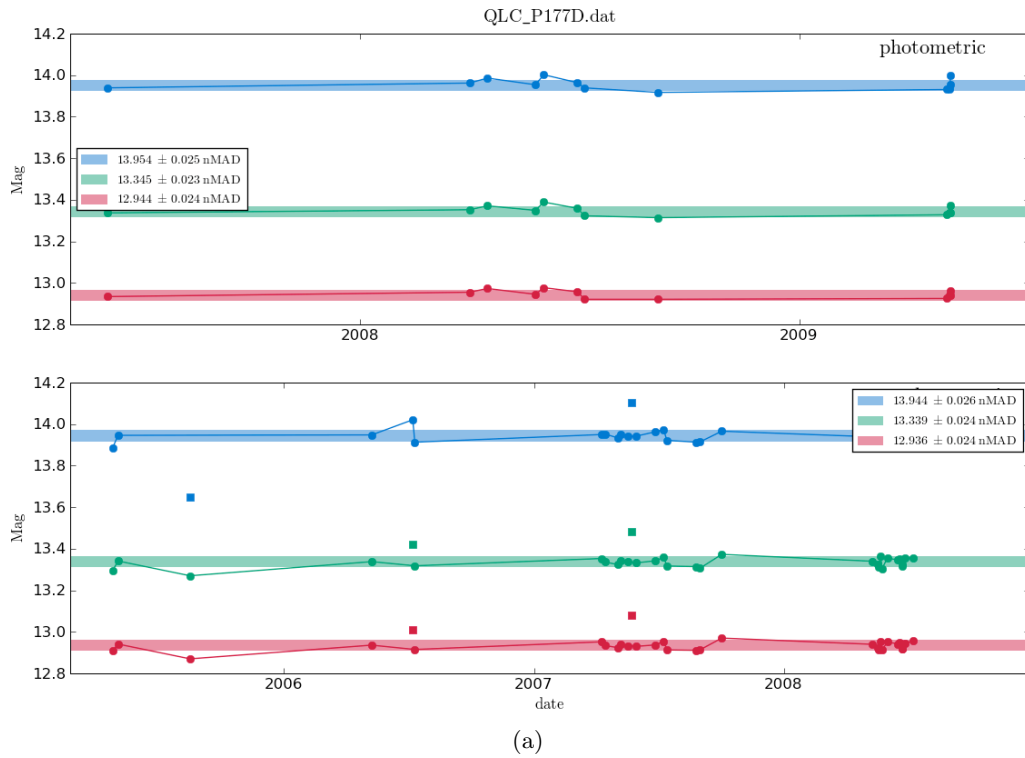 QLC_P177D.dat
photometric
14.2
14.0
13.8
13.6
13.4
13.2
13.0
12.8
Mag
13.954 ± 0.025 nMAD
13.345 ± 0.023 nMAD
12.944 ± 0.024 nMAD
2008
2009
14.2
14.0
13.8
13.6
13.4
13.2
13.0
12.8
Mag
13.944 ± 0.026 nMAD
13.339 ± 0.024 nMAD
12.936 ± 0.024 nMAD
2006
2007
2008
date
(a)